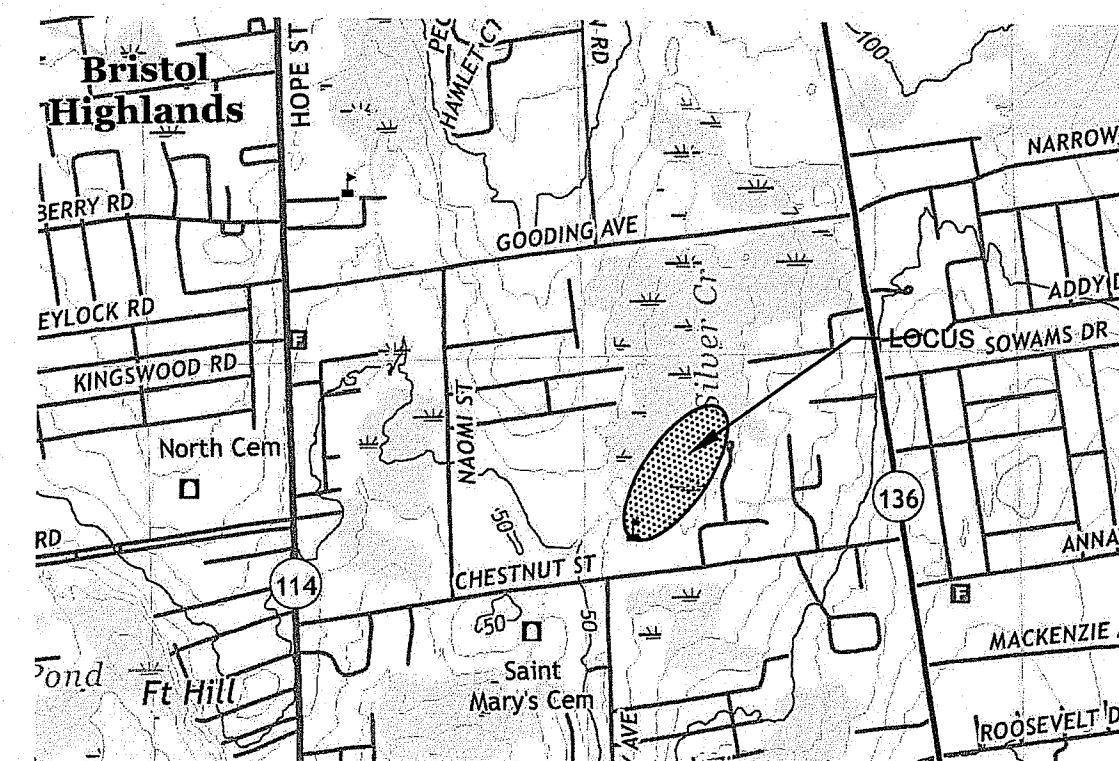 Bristol
Highlands
HOPE ST
HAMLET CT
RD
100
NARROW
BERRY RD
GOODING AVE
EYLOCK RD
ADDY D
Silver Cr
LOCUS
SOWAMS DR
F
KINGSWOOD RD
NAOMI ST
North Cem
136
50
RD
ANNA
CHESTNUT ST
114
F
50
50
MACKENZIE
Pond
Ft Hill
Saint
Mary's Cem
AVE
ROOSEVELT D